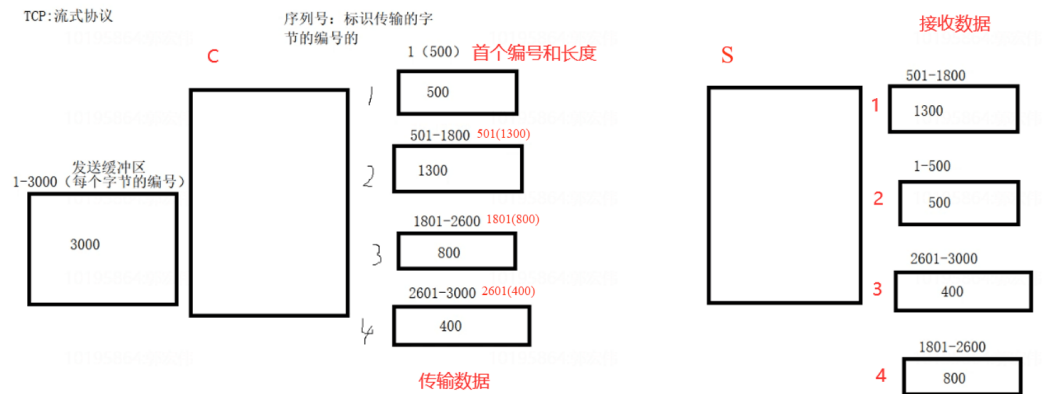 TCP:流式协议
序列号：标识传输的字
节的编号的
C
1（500） 首个编号和长度
1
500
501-1800 501(1300)
2
1300
发送缓冲区
1-3000（每个字节的编号）
3000
1801-2600 1801(800)
3
800
2601-3000 2601(400)
4
400
传输数据
接收数据
S
501-1800
1
1300
1-500
2
500
2601-3000
3
400
1801-2600
4
800